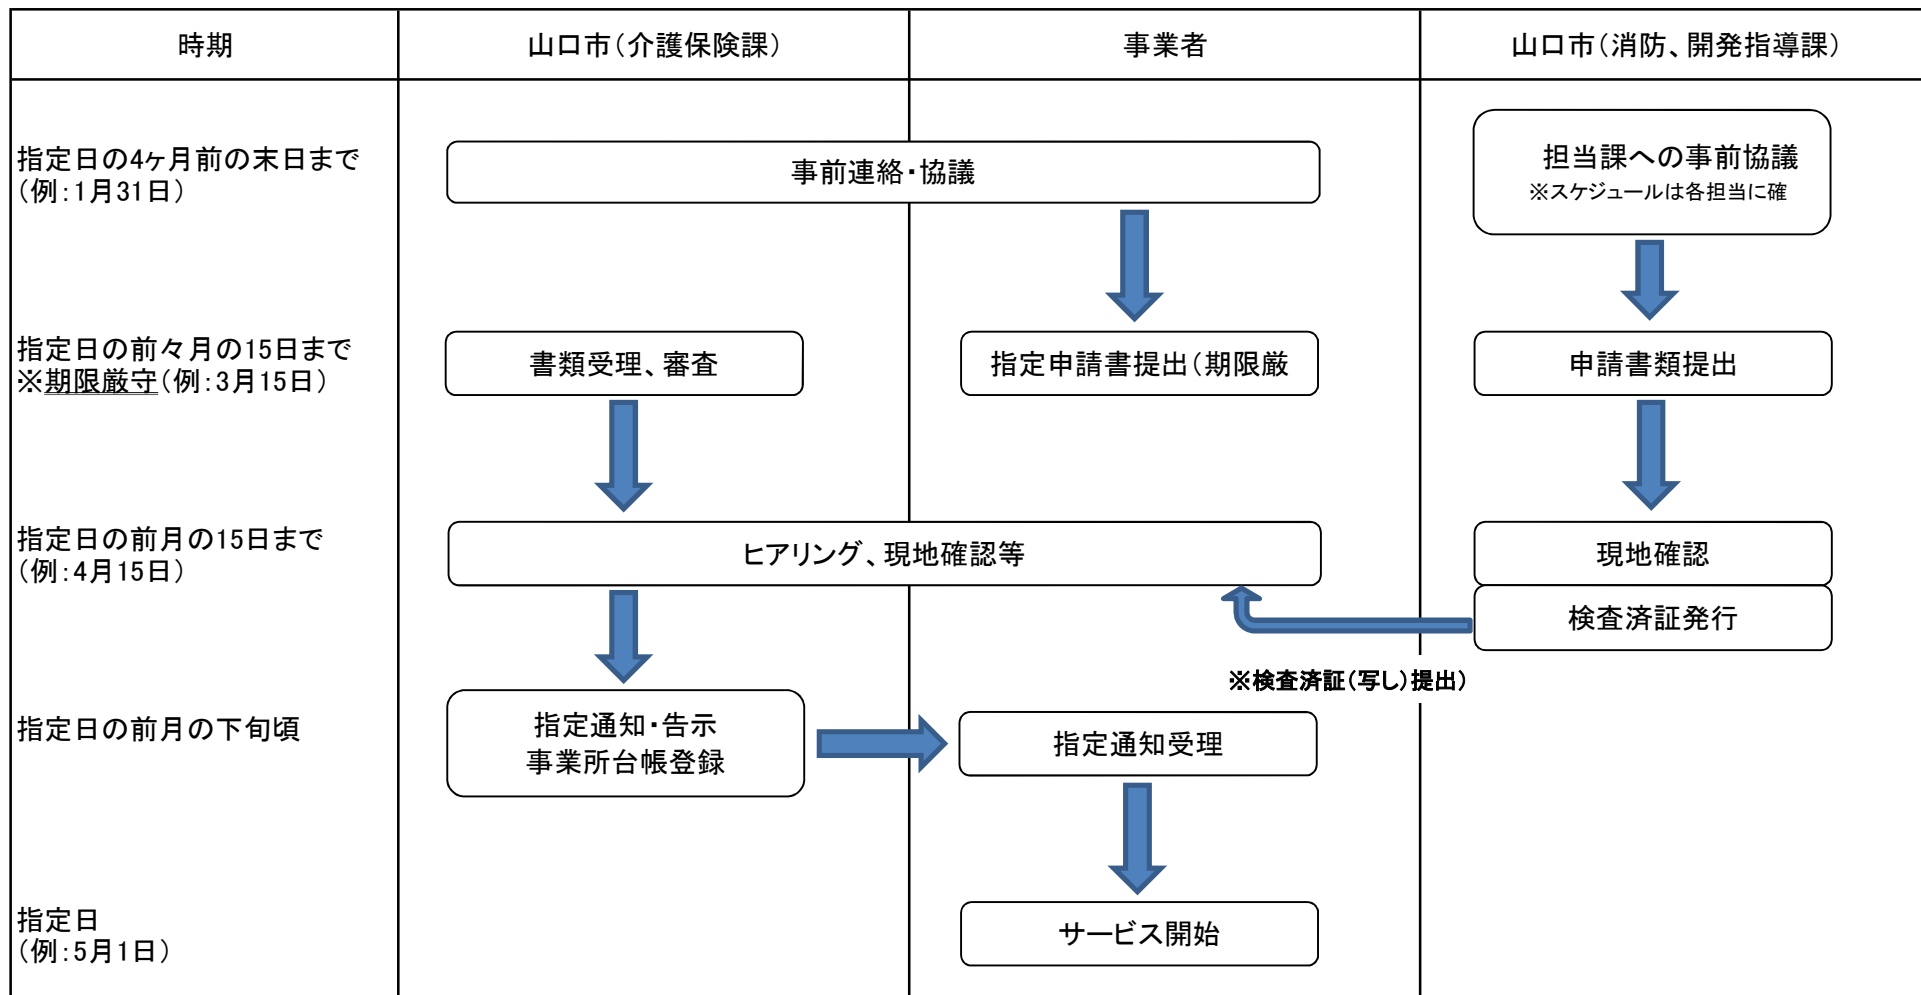 時期
山口市(介護保険課)
事業者
山口市(消防、開発指導課)
指定日の4ヶ月前の末日まで
(例:1月31日)
事前連絡・協議
担当課への事前協議
※スケジュールは各担当に確
指定日の前々月の15日まで
※期限厳守(例:3月15日)
書類受理、審査
指定申請書提出(期限厳
申請書類提出
指定日の前月の15日まで
(例:4月15日)
ヒアリング、現地確認等
現地確認
検査済証発行
※検査済証(写し)提出)
指定日の前月の下旬頃
指定通知・告示
事業所台帳登録
指定通知受理
指定日
(例:5月1日)
サービス開始